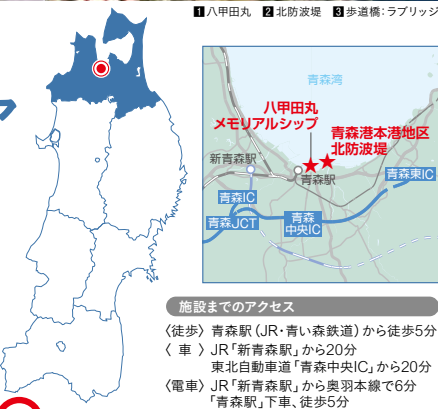 1 八甲田丸 2 北防波堤 3 歩道橋：ラブリッジ
青森湾
八甲田丸
メモリアルシップ
青森港本港地区
北防波堤
新青森駅
青森駅
青森東IC
青森IC
青森JCT
青森
中央IC
施設までのアクセス
〈徒歩〉 青森駅（JR・青い森鉄道）から徒歩5分
〈 車 〉 JR「新青森駅」から20分
東北自動車道「青森中央IC」から20分
〈電車〉 JR「新青森駅」から奥羽本線で6分
「青森駅」下車、徒歩5分